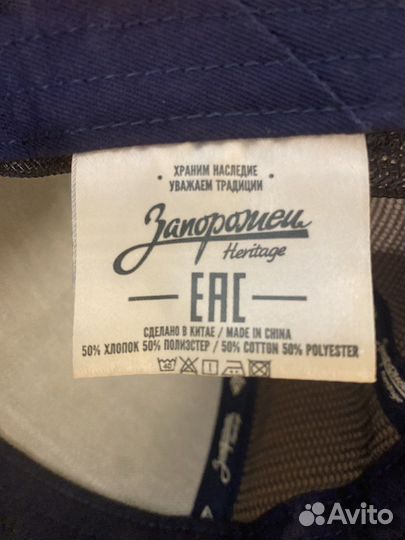 ХРАНИМ НАСЛЕДИЕ
УВАЖАЕМ ТРАДИЦИИ
Запорожец
Heritage
EAC
СДЕЛАНО В КИТАЕ / MADE IN CHINA
50% ХЛОПОК 50% ПОЛИЭСТЕР / 50% COTTON 50% POLYESTER
Avito